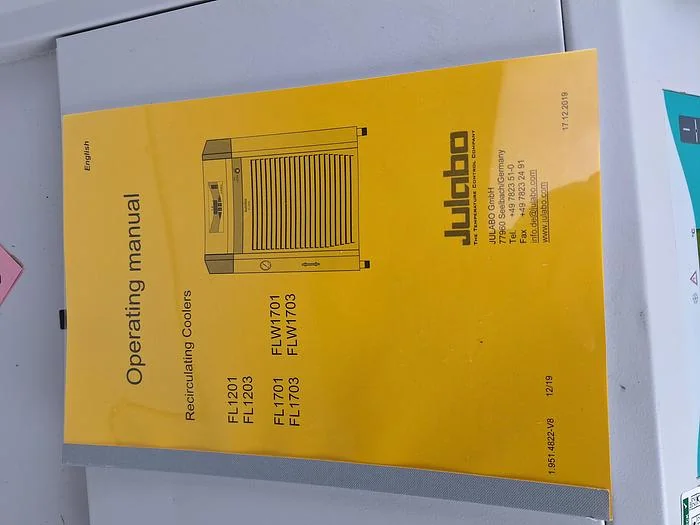 English
Operating manual
Recirculating Coolers
FL1201
FL1203
FL1701 FLW1701
FL1703 FLW1703
Julabo
THE TEMPERATURE CONTROL COMPANY
JULABO GmbH
77960 Seelbach/Germany
Tel. +49 7823 51-0
Fax +49 7823 24 91
info.de@julabo.com
www.julabo.com
1.951.4822-V8 12/19 17.12.2019